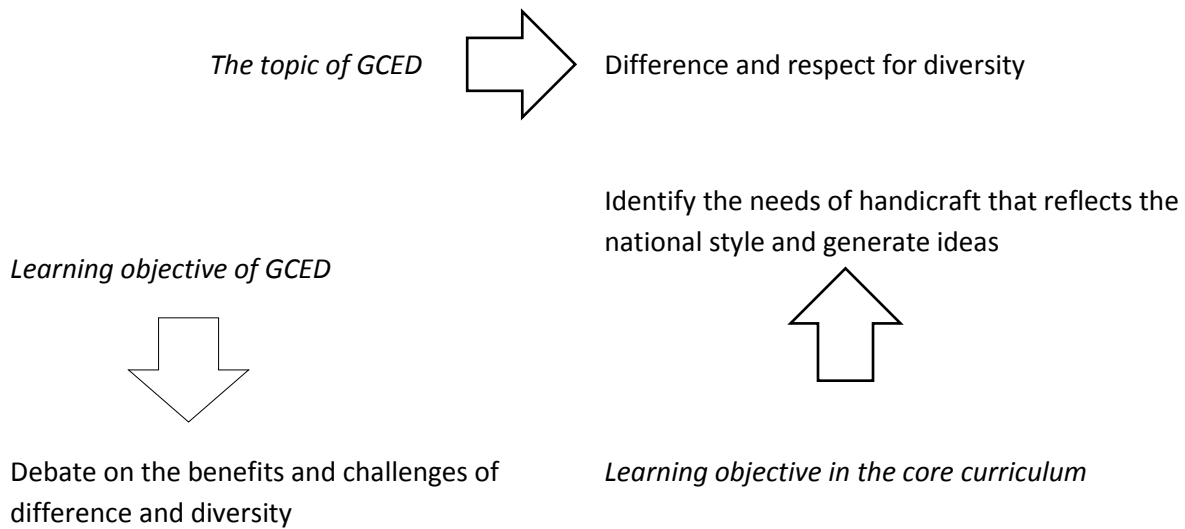 The topic of GCED
Difference and respect for diversity
Identify the needs of handicraft that reflects the
national style and generate ideas
Learning objective of GCED
Debate on the benefits and challenges of
difference and diversity
Learning objective in the core curriculum